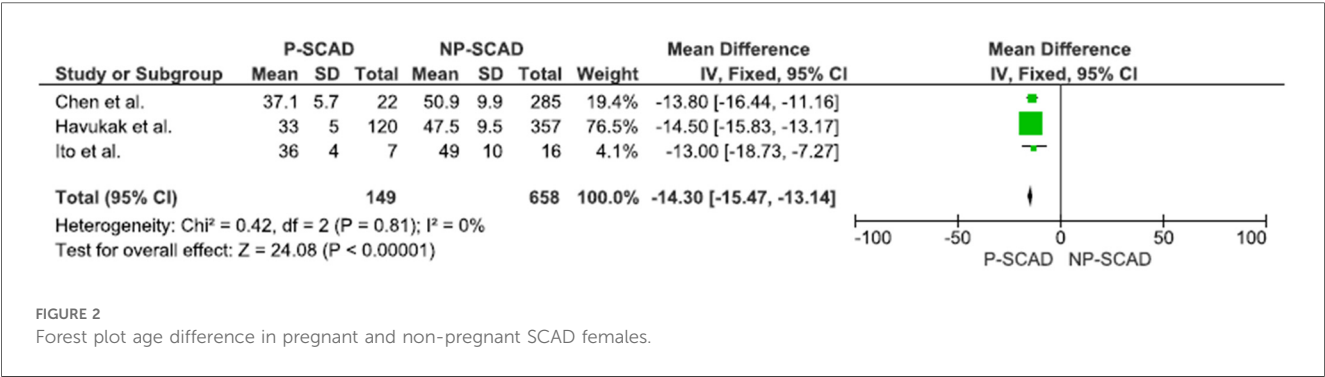 P-SCAD NP-SCAD Mean Difference Mean Difference
Study or Subgroup Mean SD Total Mean SD Total Weight IV, Fixed, 95% CI IV, Fixed, 95% CI
Chen et al. 37.1 5.7 22 50.9 9.9 285 19.4% -13.80 [-16.44, -11.16]
Havukak et al. 33 5 120 47.5 9.5 357 76.5% -14.50 [-15.83, -13.17]
Ito et al. 36 4 7 49 10 16 4.1% -13.00 [-18.73, -7.27]
Total (95% CI) 149 658 100.0% -14.30 [-15.47, -13.14]
Heterogeneity: Chi² = 0.42, df = 2 (P = 0.81); I² = 0%
Test for overall effect: Z = 24.08 (P < 0.00001)
-100 -50 0 50 100
P-SCAD NP-SCAD
FIGURE 2
Forest plot age difference in pregnant and non-pregnant SCAD females.